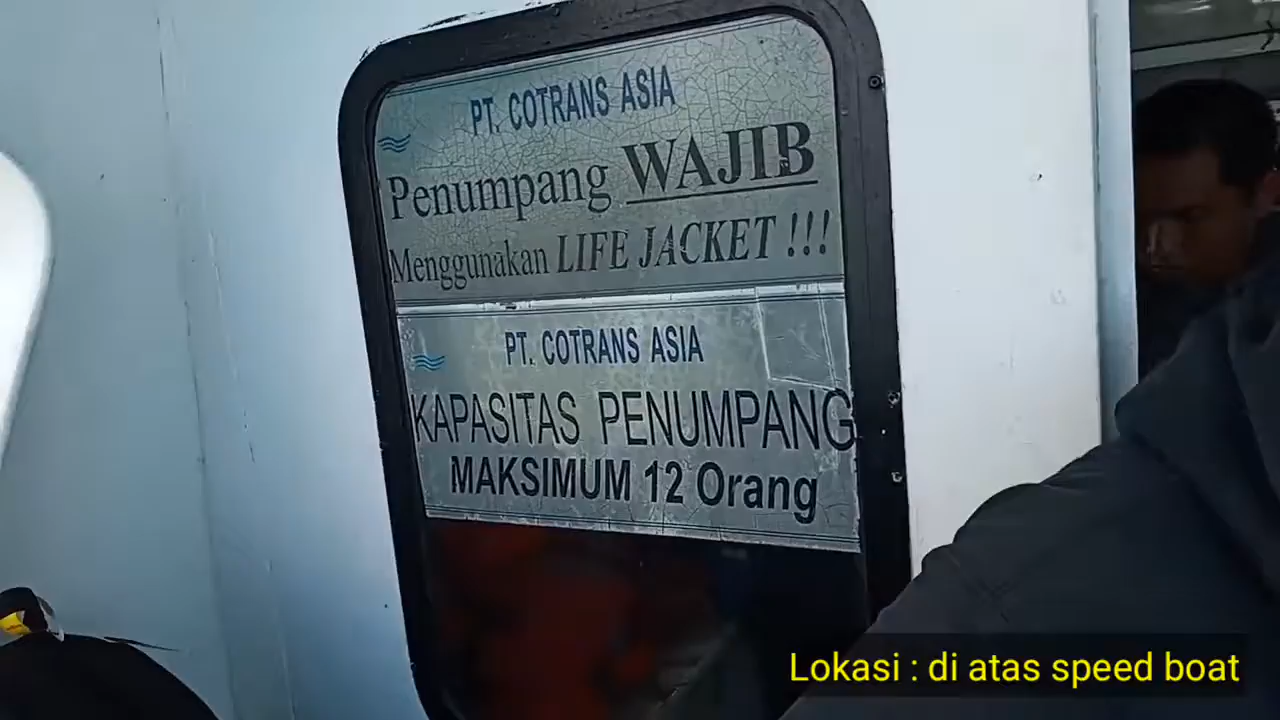 PT. COTRANS ASIA
Penumpang WAJIB
Menggunakan LIFE JACKET !!!
PT. COTRANS ASIA
KAPASITAS PENUMPANG
MAKSIMUM 12 Orang
Lokasi : di atas speed boat